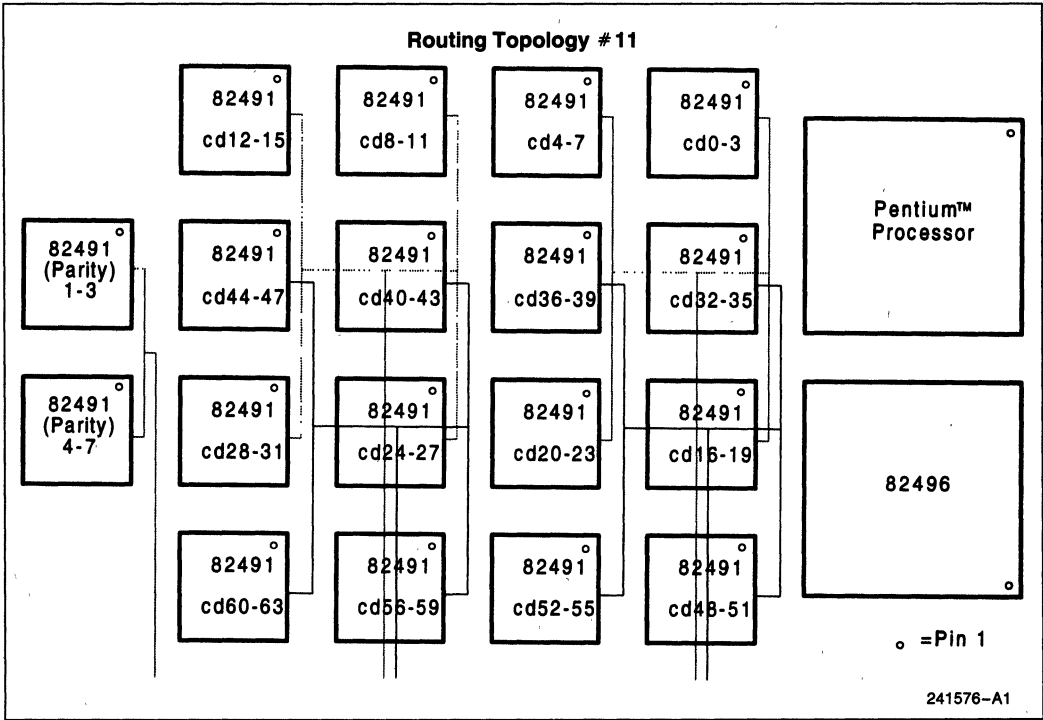 Routing Topology #11
82491
cd12-15
82491
cd8-11
82491
cd4-7
82491
cd0-3
Pentium™
Processor
82491
(Parity)
1-3
82491
cd44-47
82491
cd40-43
82491
cd36-39
82491
cd32-35
82491
(Parity)
4-7
82491
cd28-31
82491
cd24-27
82491
cd20-23
82491
cd16-19
82496
82491
cd60-63
82491
cd56-59
82491
cd52-55
82491
cd48-51
o =Pin 1
241576-A1